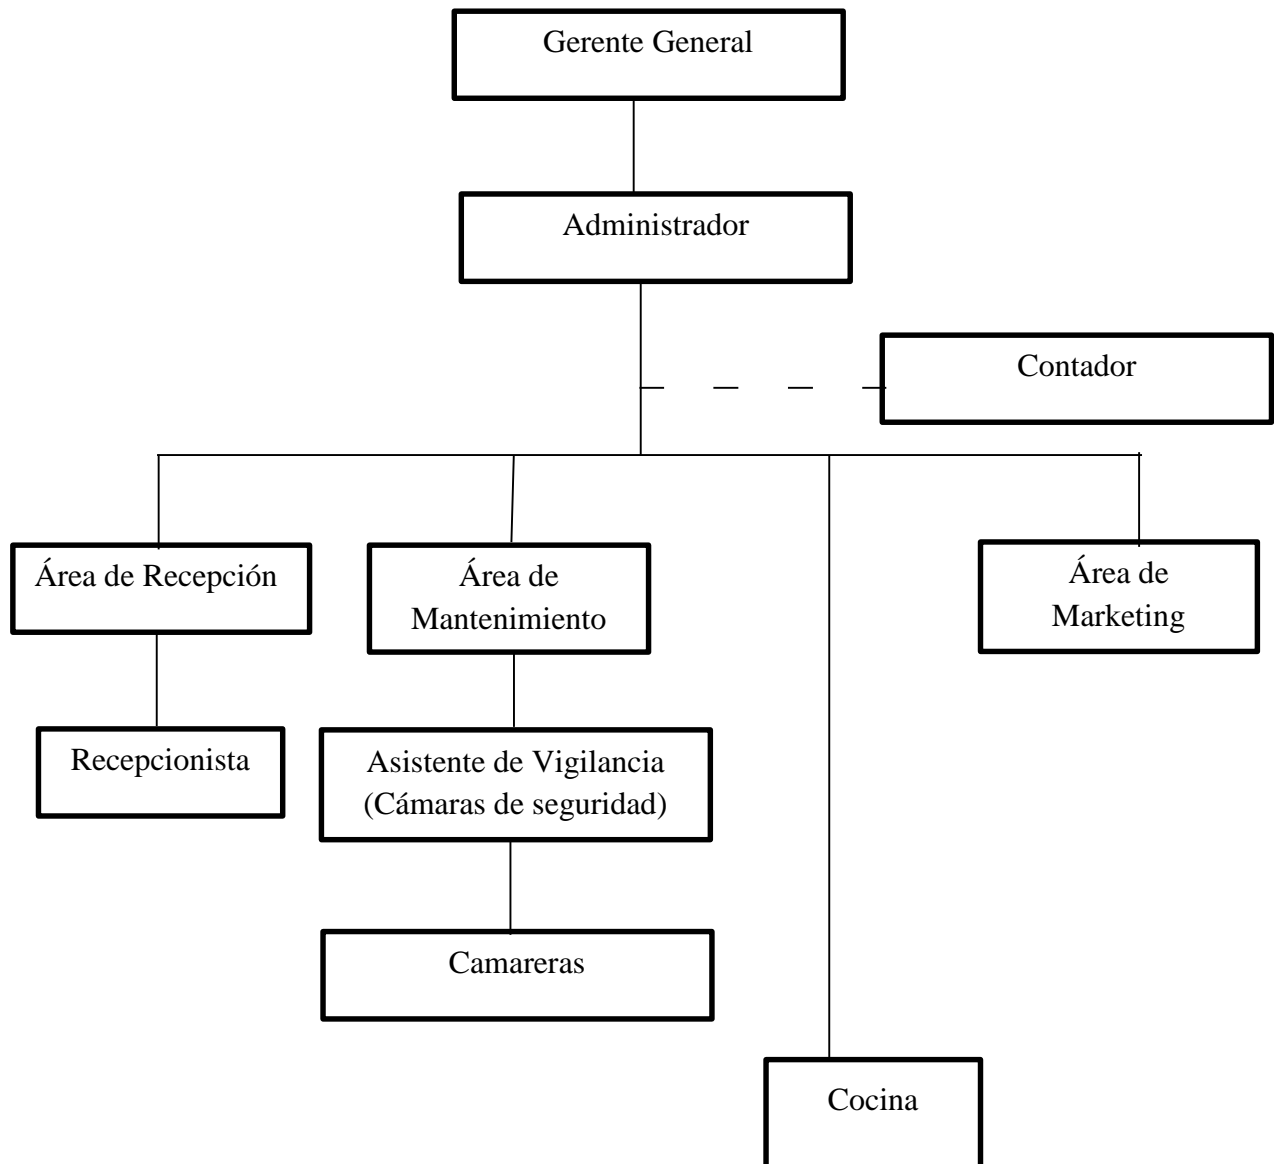 Gerente General
Administrador
Contador
Área de Recepción
Área de
Mantenimiento
Área de
Marketing
Recepcionista
Asistente de Vigilancia
(Cámaras de seguridad)
Camareras
Cocina